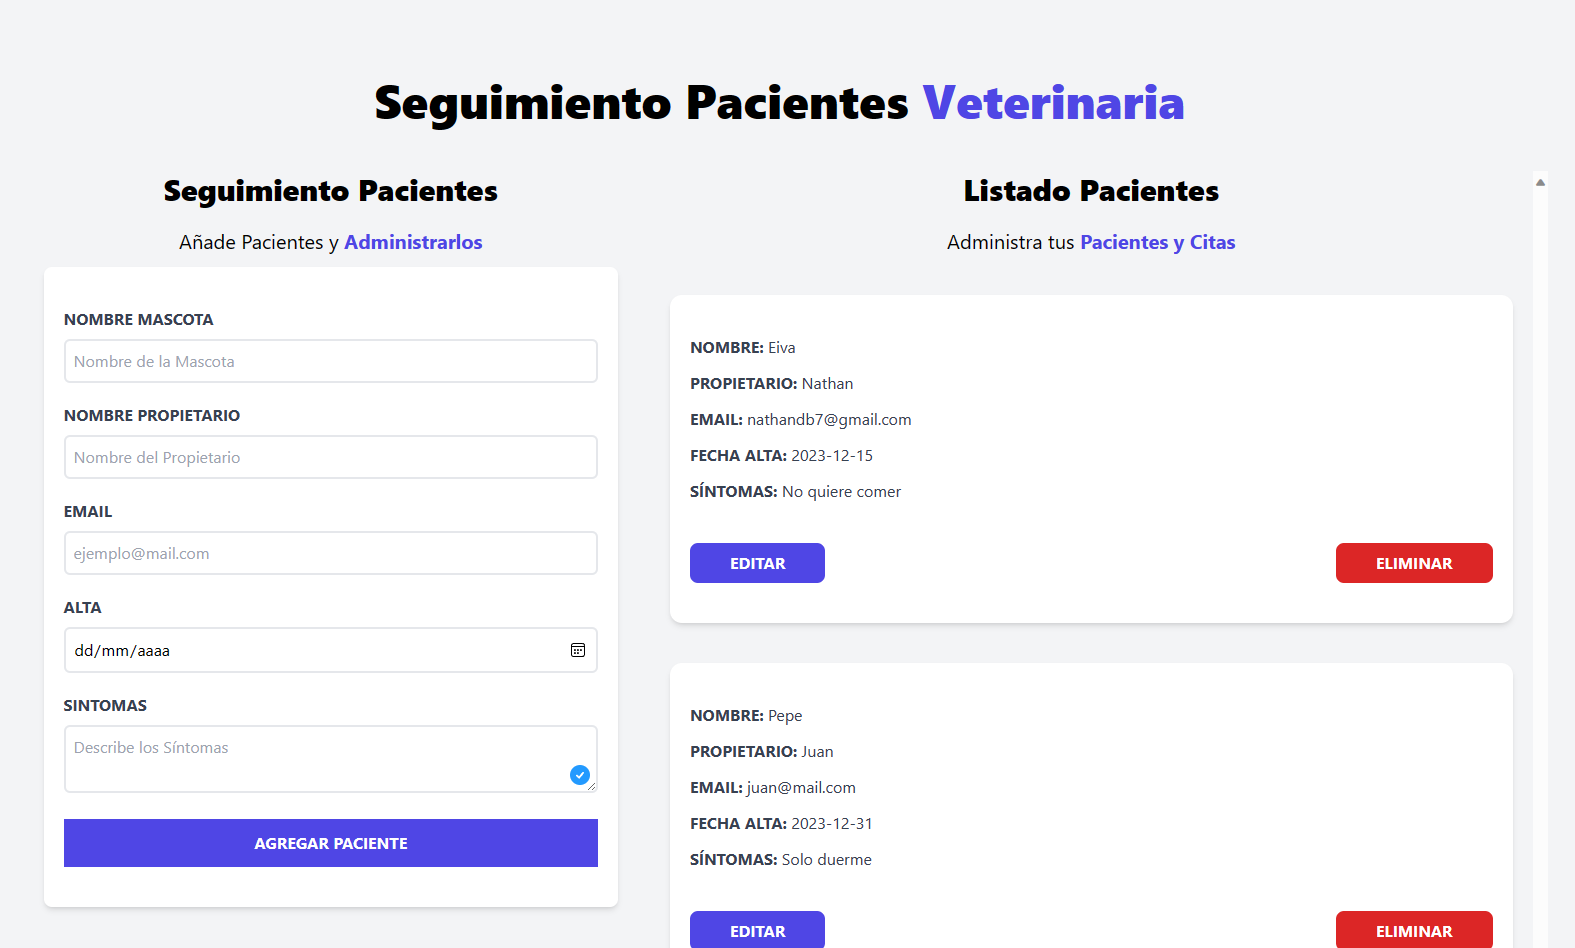 Seguimiento Pacientes Veterinaria
Seguimiento Pacientes
Añade Pacientes y Administrarlos
NOMBRE MASCOTA
Nombre de la Mascota
NOMBRE PROPIETARIO
Nombre del Propietario
EMAIL
ejemplo@mail.com
ALTA
dd/mm/aaaa
SINTOMAS
Describe los Síntomas
AGREGAR PACIENTE
Listado Pacientes
Administra tus Pacientes y Citas
NOMBRE: Eiva
PROPIETARIO: Nathan
EMAIL: nathandb7@gmail.com
FECHA ALTA: 2023-12-15
SÍNTOMAS: No quiere comer
EDITAR
ELIMINAR
NOMBRE: Pepe
PROPIETARIO: Juan
EMAIL: juan@mail.com
FECHA ALTA: 2023-12-31
SÍNTOMAS: Solo duerme
EDITAR
ELIMINAR